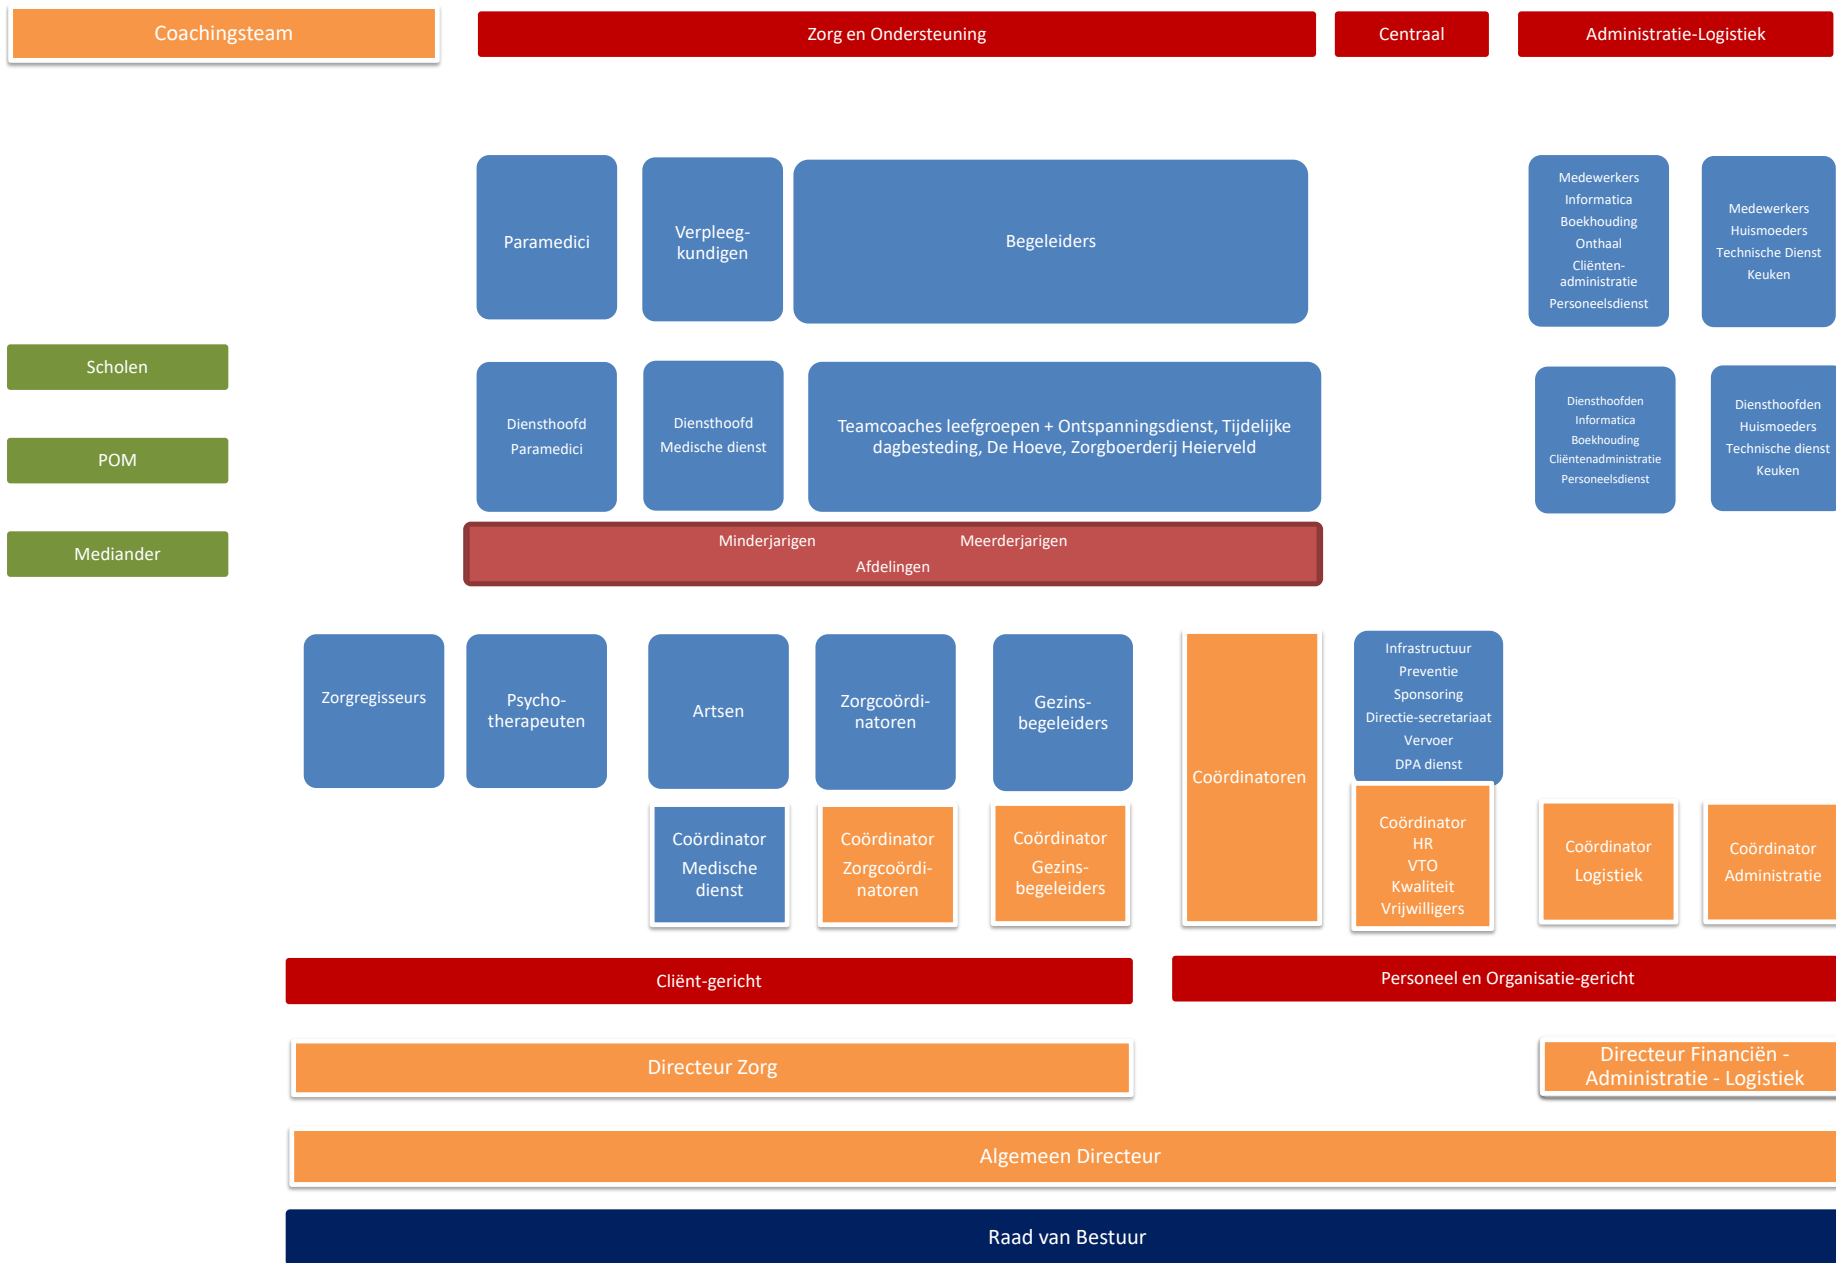 Coachingsteam
Zorg en Ondersteuning
Centraal
Administratie-Logistiek
Paramedici
Verpleeg-
kundigen
Begeleiders
Medewerkers
Informatica
Boekhouding
Onthaal
Cliënten-
administratie
Personeelsdienst
Medewerkers
Huismoeders
Technische Dienst
Keuken
Scholen
POM
Mediander
Diensthoofd
Paramedici
Diensthoofd
Medische dienst
Teamcoaches leefgroepen + Ontspanningsdienst, Tijdelijke
dagbesteding, De Hoeve, Zorgboerderij Heierveld
Diensthoofden
Informatica
Boekhouding
Cliëntenadministratie
Personeelsdienst
Diensthoofden
Huismoeders
Technische dienst
Keuken
Minderjarigen Meerderjarigen
Afdelingen
Zorgregisseurs
Psycho-
therapeuten
Artsen
Zorgcoördi-
natoren
Gezins-
begeleiders
Coördinatoren
Infrastructuur
Preventie
Sponsoring
Directie-secretariaat
Vervoer
DPA dienst
Coördinator
Medische
dienst
Coördinator
Zorgcoördi-
natoren
Coördinator
Gezins-
begeleiders
Coördinator
HR
VTO
Kwaliteit
Vrijwilligers
Coördinator
Logistiek
Coördinator
Administratie
Cliënt-gericht
Personeel en Organisatie-gericht
Directeur Zorg
Directeur Financiën -
Administratie - Logistiek
Algemeen Directeur
Raad van Bestuur